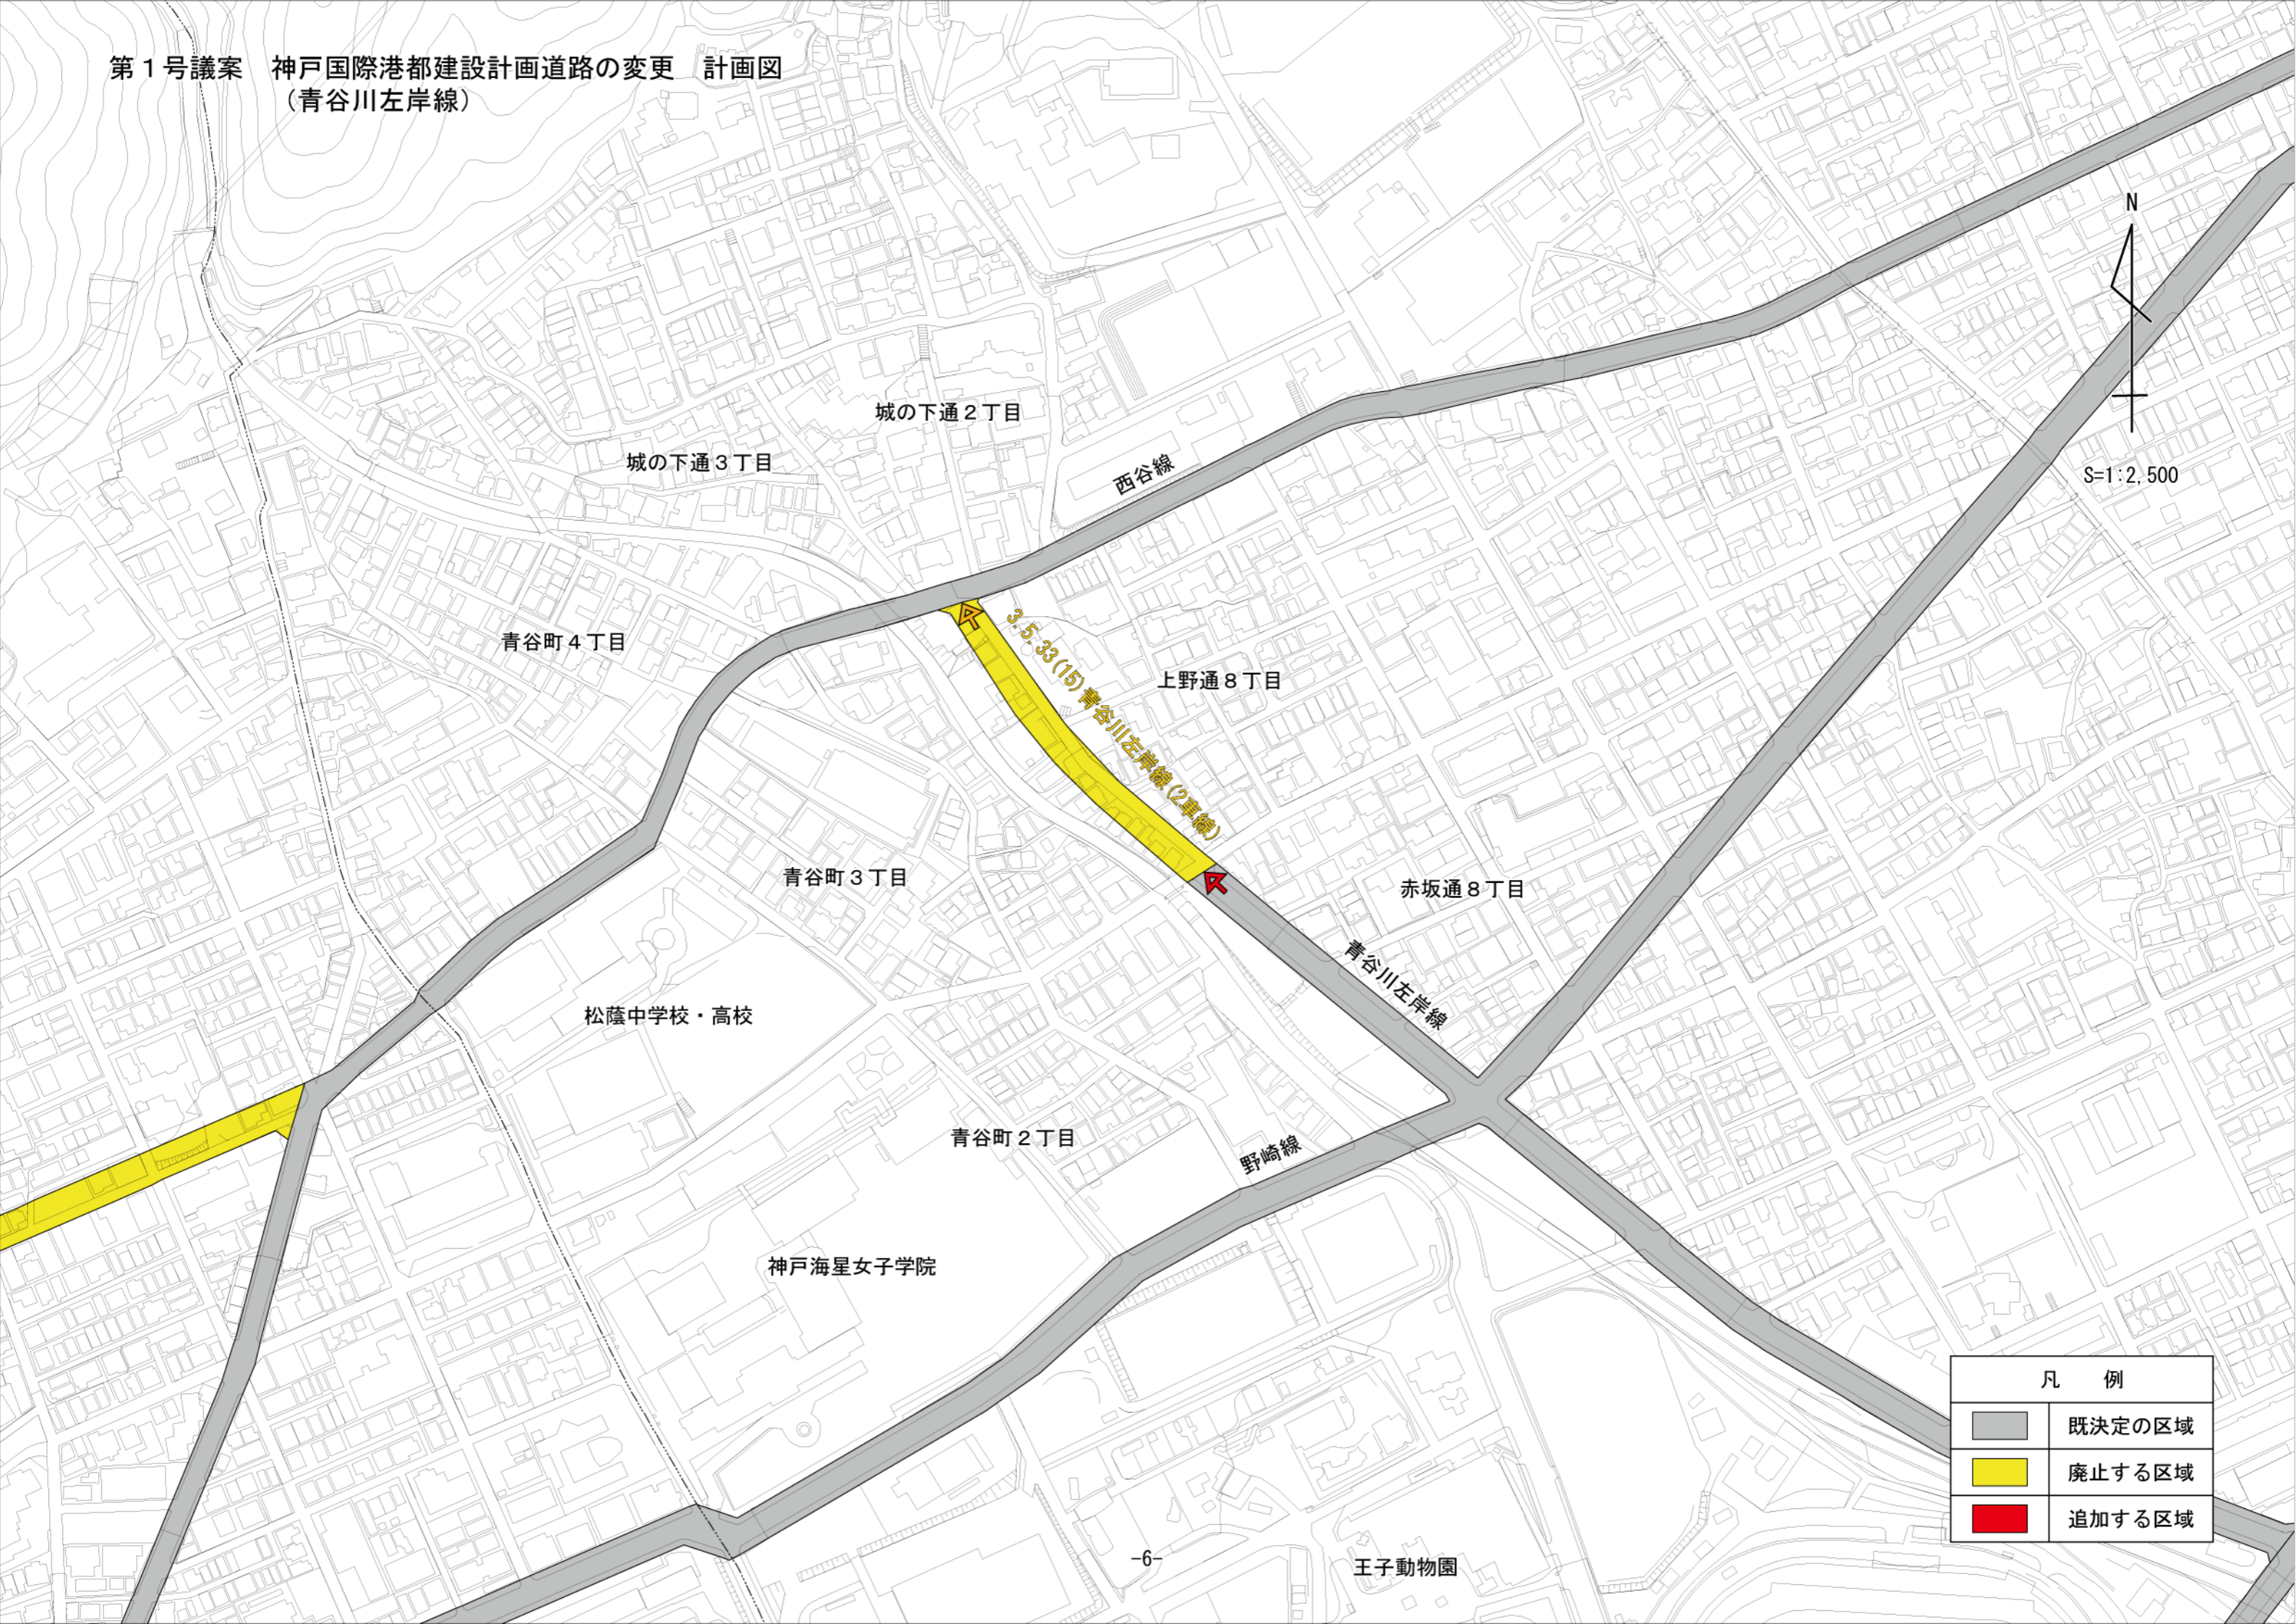 第１号議案　神戸国際港都建設計画道路の変更　計画図
（青谷川左岸線）
N
S=1:2,500
城の下通２丁目
城の下通３丁目
西谷線
青谷町４丁目
3.5.33(15)青谷川左岸線(2車線)
上野通８丁目
青谷町３丁目
赤坂通８丁目
青谷川左岸線
松蔭中学校・高校
青谷町２丁目
野崎線
神戸海星女子学院
凡　例
既決定の区域
廃止する区域
追加する区域
王子動物園
-6-